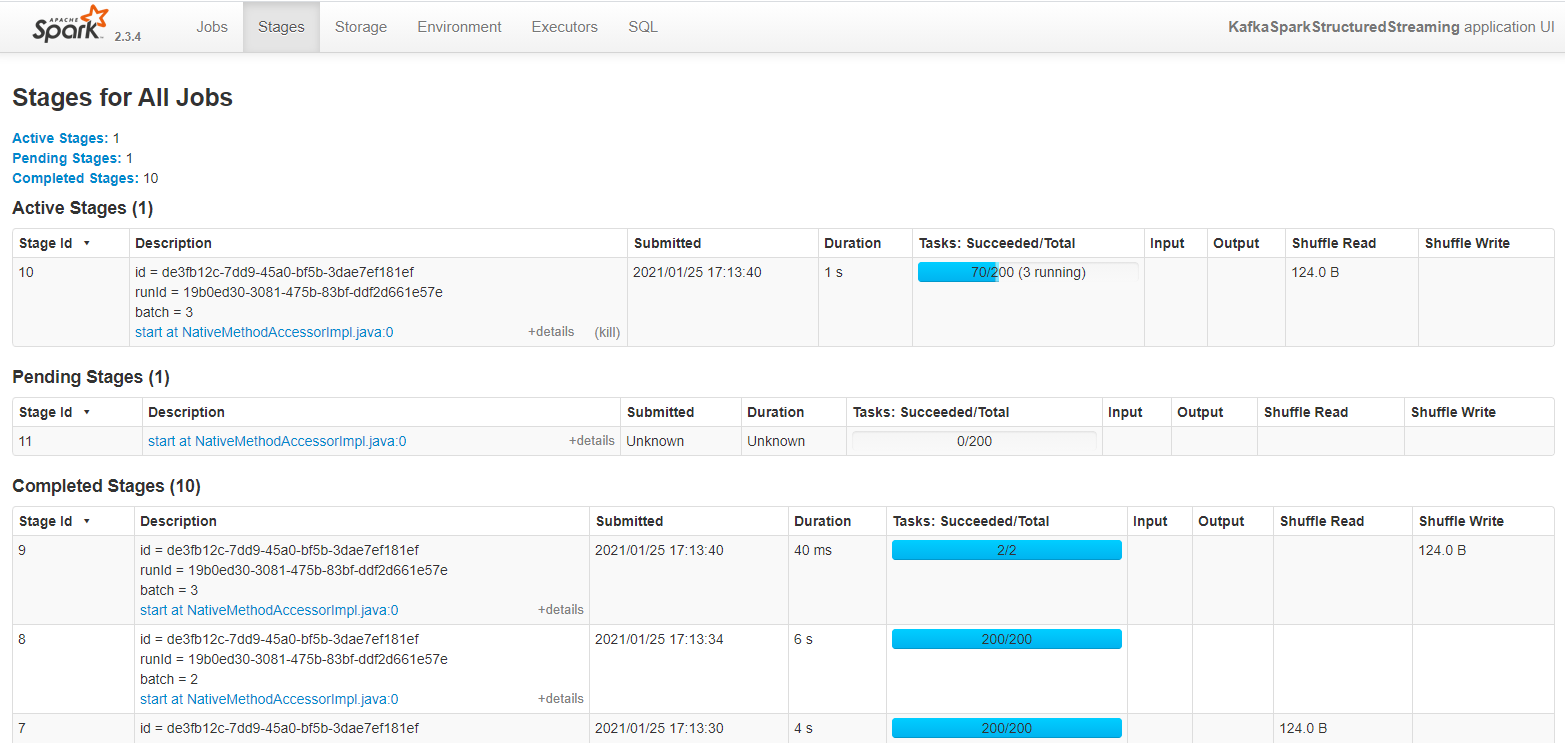 APACHE
Spark 2.3.4 Jobs Stages Storage Environment Executors SQL KafkaSparkStructuredStreaming application UI
Stages for All Jobs
Active Stages: 1
Pending Stages: 1
Completed Stages: 10
Active Stages (1)
Stage Id ▾ Description Submitted Duration Tasks: Succeeded/Total Input Output Shuffle Read Shuffle Write
10 id = de3fb12c-7dd9-45a0-bf5b-3dae7ef181ef 2021/01/25 17:13:40 1 s 70/200 (3 running) 124.0 B
runId = 19b0ed30-3081-475b-83bf-ddf2d661e57e
batch = 3
start at NativeMethodAccessorImpl.java:0 +details (kill)
Pending Stages (1)
Stage Id ▾ Description Submitted Duration Tasks: Succeeded/Total Input Output Shuffle Read Shuffle Write
11 start at NativeMethodAccessorImpl.java:0 +details Unknown Unknown 0/200
Completed Stages (10)
Stage Id ▾ Description Submitted Duration Tasks: Succeeded/Total Input Output Shuffle Read Shuffle Write
9 id = de3fb12c-7dd9-45a0-bf5b-3dae7ef181ef 2021/01/25 17:13:40 40 ms 2/2 124.0 B
runId = 19b0ed30-3081-475b-83bf-ddf2d661e57e
batch = 3
start at NativeMethodAccessorImpl.java:0 +details
8 id = de3fb12c-7dd9-45a0-bf5b-3dae7ef181ef 2021/01/25 17:13:34 6 s 200/200
runId = 19b0ed30-3081-475b-83bf-ddf2d661e57e
batch = 2
start at NativeMethodAccessorImpl.java:0 +details
7 id = de3fb12c-7dd9-45a0-bf5b-3dae7ef181ef 2021/01/25 17:13:30 4 s 200/200 124.0 B